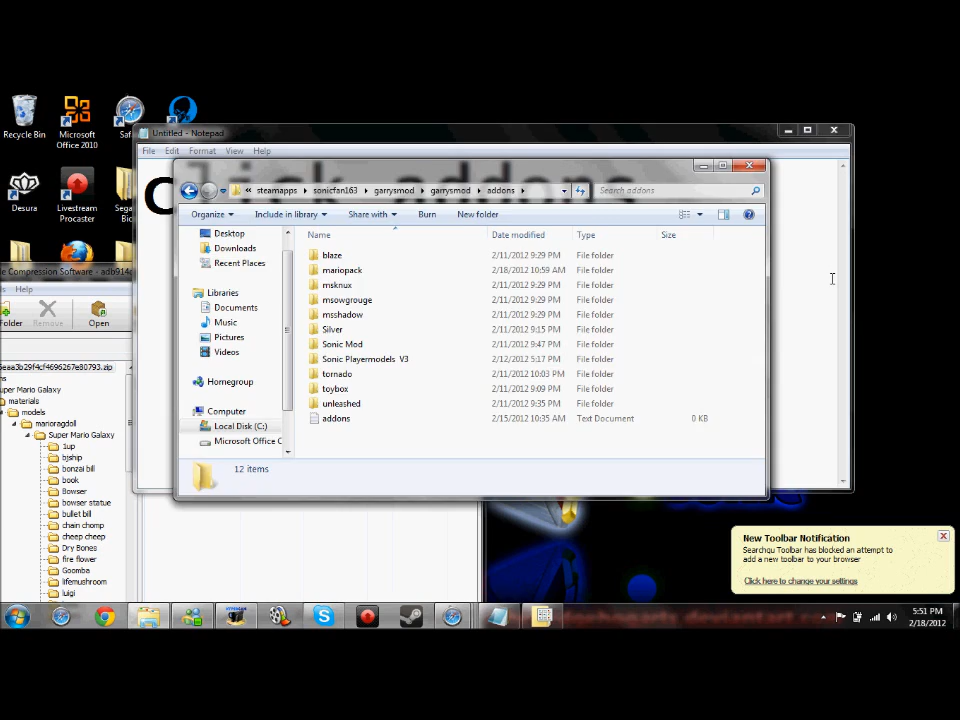 Recycle Bin
Microsoft Office 2010
Desura
Livestream Procaster
Untitled - Notepad
File Edit Format View Help
Click addons
« steamapps sonicfan163 garrysmod garrysmod addons
Search addons
Organize Include in library Share with Burn New folder
Desktop
Downloads
Recent Places
Libraries
Documents
Music
Pictures
Videos
Homegroup
Computer
Local Disk (C:)
Microsoft Office C
Name Date modified Type Size
blaze 2/11/2012 9:29 PM File folder
mariopack 2/18/2012 10:59 AM File folder
msknux 2/11/2012 9:29 PM File folder
msowgrouge 2/11/2012 9:29 PM File folder
msshadow 2/11/2012 9:29 PM File folder
Silver 2/11/2012 9:15 PM File folder
Sonic Mod 2/11/2012 9:47 PM File folder
Sonic Playermodels V3 2/12/2012 5:17 PM File folder
tornado 2/11/2012 10:03 PM File folder
toybox 2/11/2012 9:09 PM File folder
unleashed 2/11/2012 9:35 PM File folder
addons 2/15/2012 10:35 AM Text Document 0 KB
12 items
e Compression Software - adb914
Help
Folder Remove Open
5eaa3b29f4cf4696267e80793.zip
uper Mario Galaxy
materials
models
marioragdoll
Super Mario Galaxy
1up
bjship
bonzai bill
book
Bowser
bowser statue
bullet bill
chain chomp
cheep cheep
Dry Bones
fire flower
Goomba
lifemushroom
luigi
New Toolbar Notification
Searchqu Toolbar has blocked an attempt to
add a new toolbar to your browser
Click here to change your settings
5:51 PM
2/18/2012